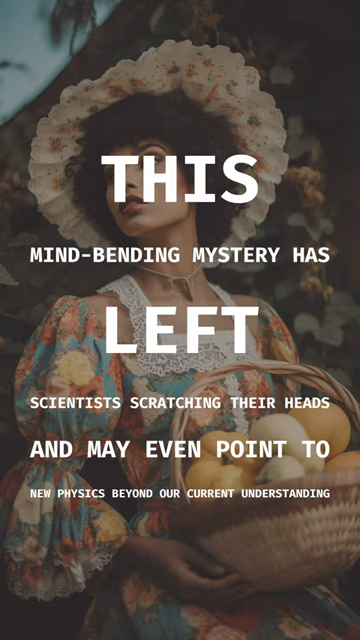 THIS
MIND-BENDING MYSTERY HAS
LEFT
SCIENTISTS SCRATCHING THEIR HEADS
AND MAY EVEN POINT TO
NEW PHYSICS BEYOND OUR CURRENT UNDERSTANDING